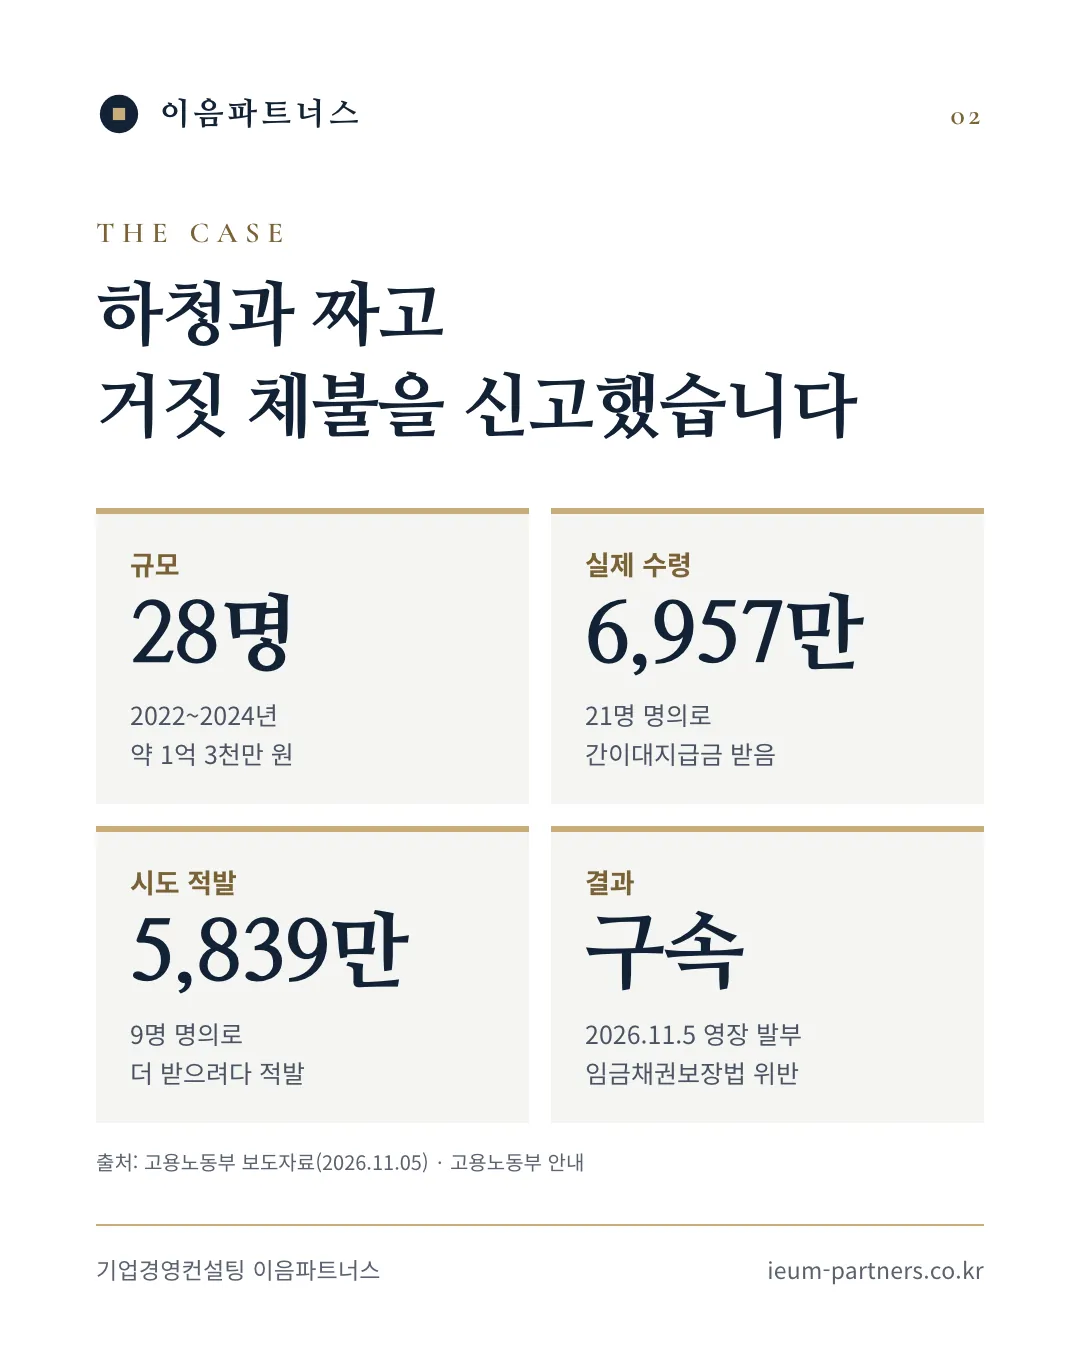 이음파트너스
02
THE CASE
하청과 짜고
거짓 체불을 신고했습니다
규모
28명
2022~2024년
약 1억 3천만 원
실제 수령
6,957만
21명 명의로
간이대지급금 받음
시도 적발
5,839만
9명 명의로
더 받으려다 적발
결과
구속
2026.11.5 영장 발부
임금채권보장법 위반
출처: 고용노동부 보도자료(2026.11.05) · 고용노동부 안내
기업경영컨설팅 이음파트너스
ieum-partners.co.kr